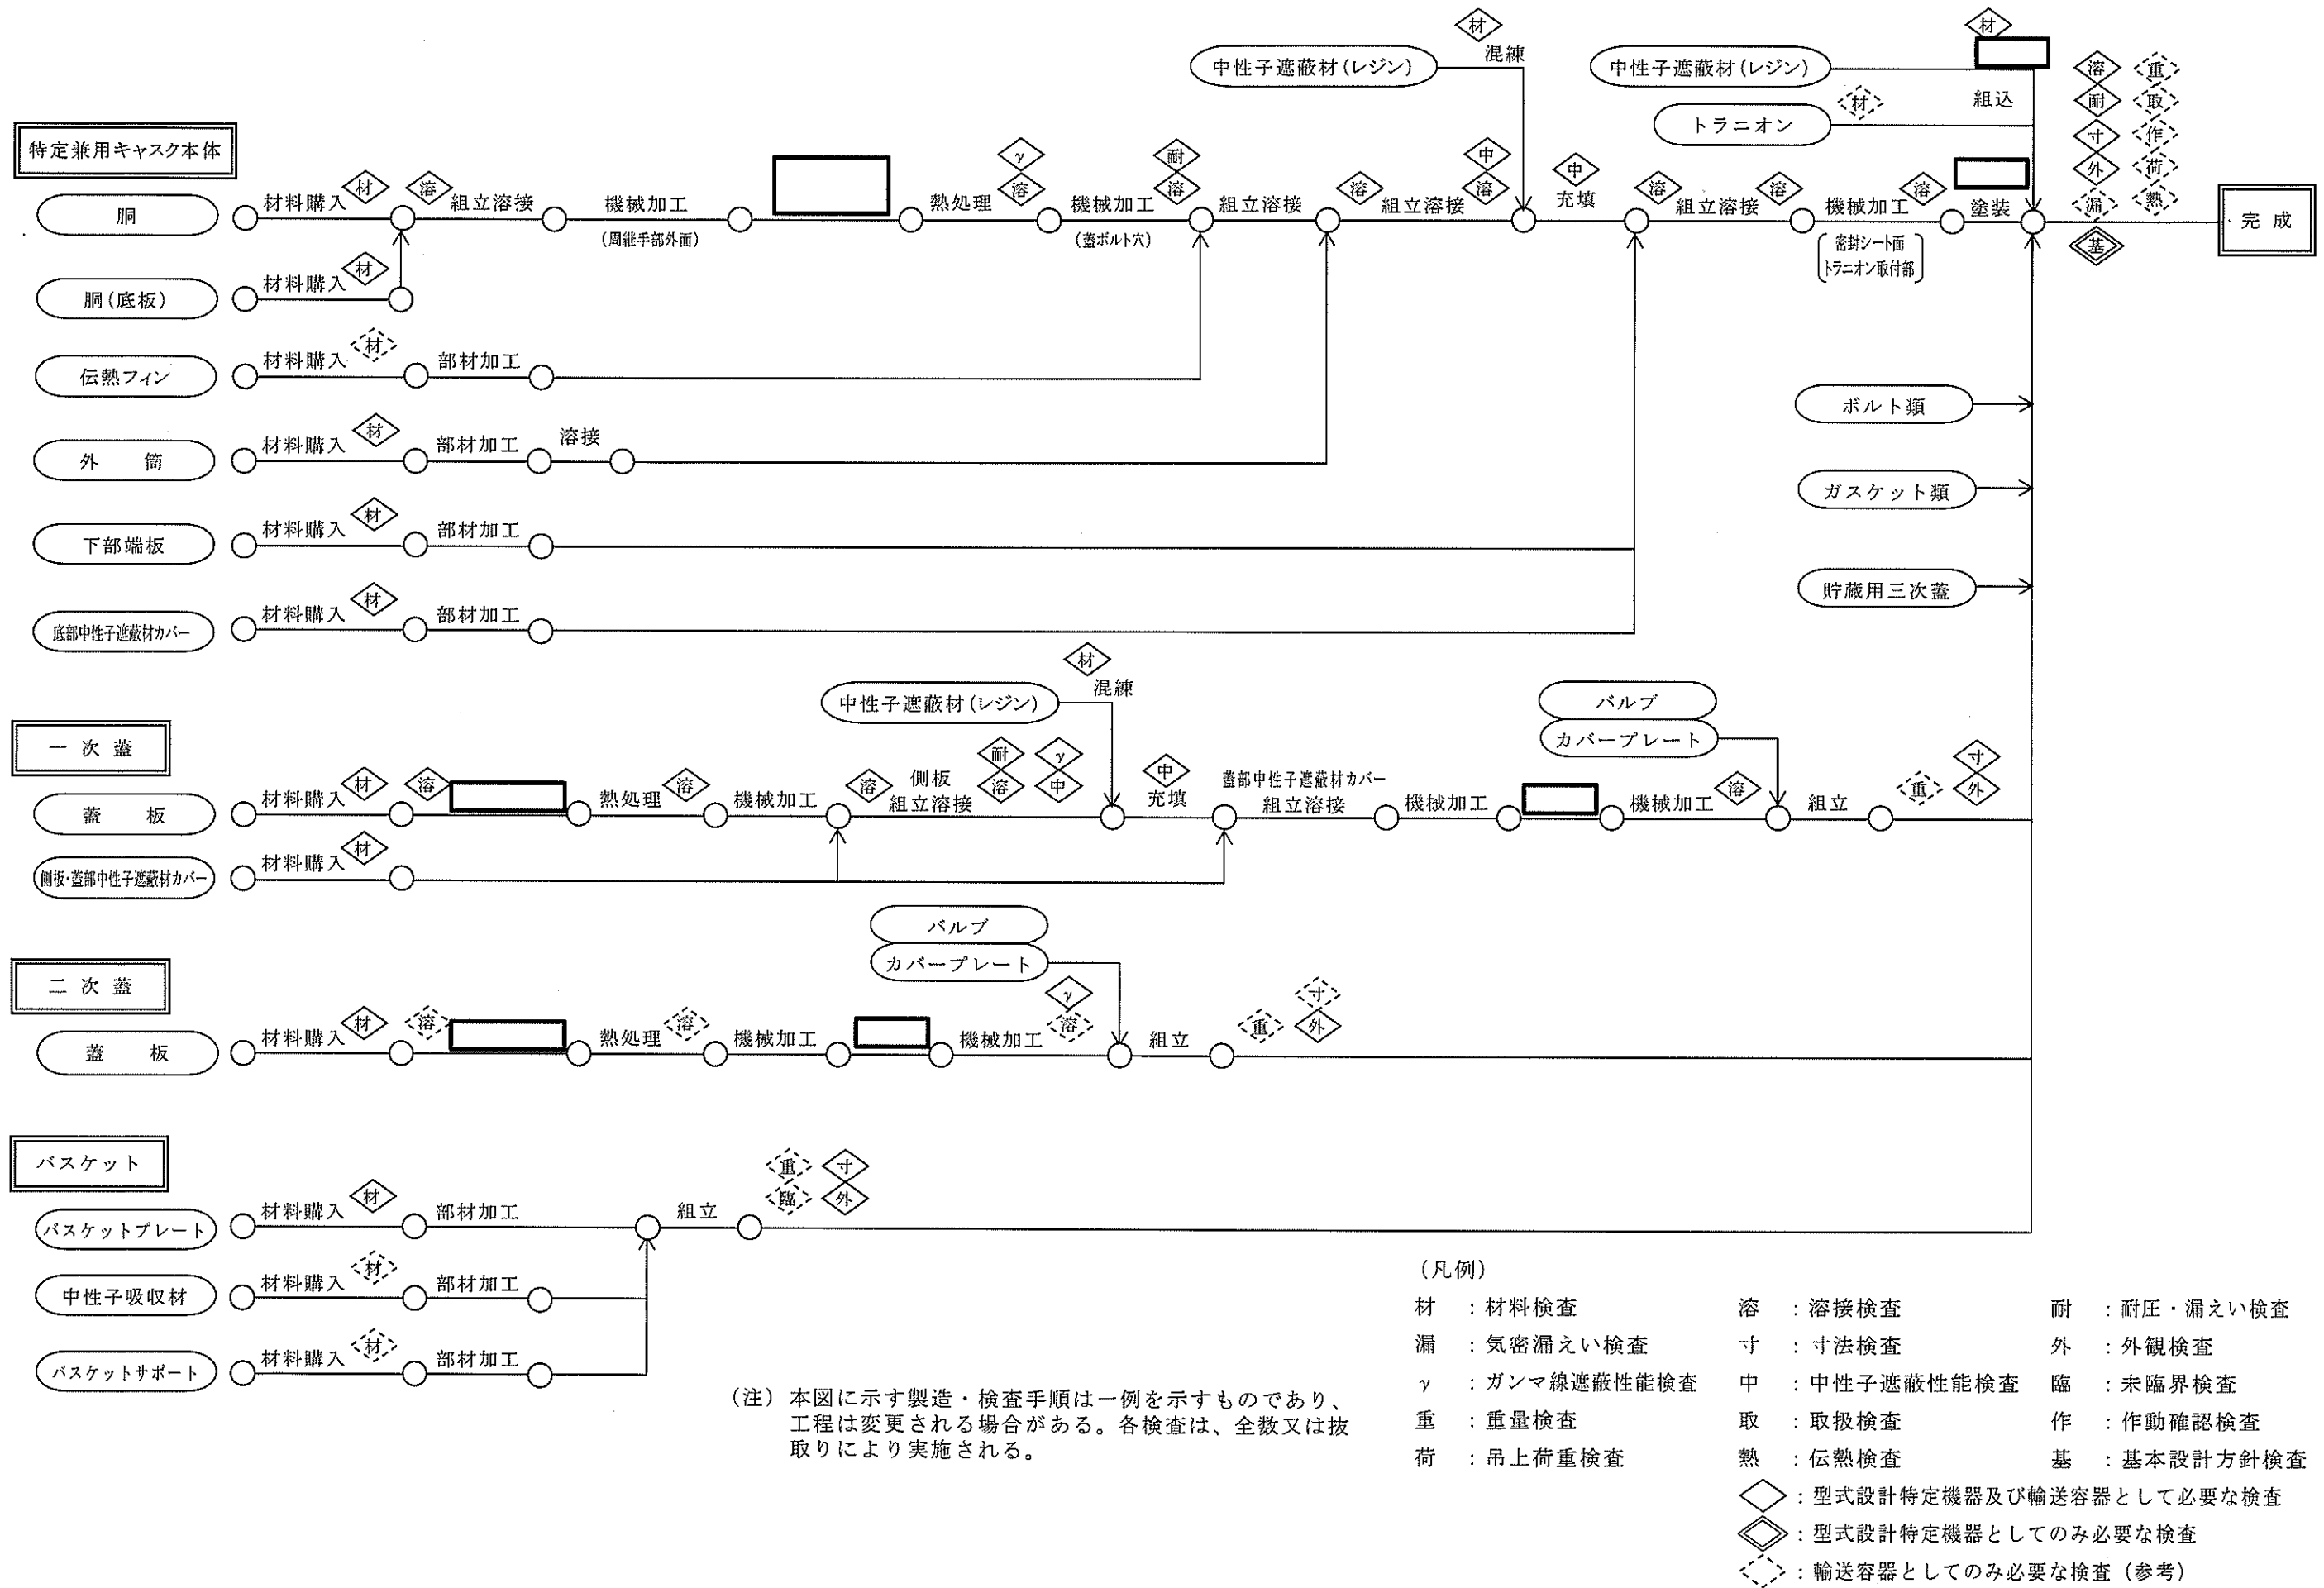 材
中性子遮蔽材(レジン)
混練
材
中性子遮蔽材(レジン)
組込
材
トラニオン
溶 重
耐 取
寸 作
外 荷
漏 熱
基
完成
特定兼用キャスク本体
胴
材料購入
材
溶
組立溶接
機械加工
(周継手部外面)
熱処理
γ
溶
機械加工
(蓋ボルト穴)
耐
溶
組立溶接
溶
組立溶接
中
溶
中
充填
溶
組立溶接
溶
機械加工
密封シート面
トラニオン取付部
溶
塗装
胴(底板)
材料購入
材
伝熱フィン
材料購入
材
部材加工
外筒
材料購入
材
部材加工
溶接
下部端板
材料購入
材
部材加工
底部中性子遮蔽材カバー
材料購入
材
部材加工
ボルト類
ガスケット類
貯蔵用三次蓋
一次蓋
蓋板
材料購入
材
溶
熱処理
溶
機械加工
溶
側板
組立溶接
耐 γ
溶 中
中性子遮蔽材(レジン)
材
混練
中
充填
蓋部中性子遮蔽材カバー
組立溶接
機械加工
機械加工
溶
バルブ
カバープレート
組立
重
寸
外
側板・蓋部中性子遮蔽材カバー
材料購入
材
二次蓋
蓋板
材料購入
材
溶
熱処理
溶
機械加工
機械加工
γ
溶
バルブ
カバープレート
組立
重
寸
外
バスケット
バスケットプレート
材料購入
材
部材加工
組立
重 寸
臨 外
中性子吸収材
材料購入
材
部材加工
バスケットサポート
材料購入
材
部材加工
(注) 本図に示す製造・検査手順は一例を示すものであり、
工程は変更される場合がある。各検査は、全数又は抜
取りにより実施される。
(凡例)
材 :材料検査 溶 :溶接検査 耐 :耐圧・漏えい検査
漏 :気密漏えい検査 寸 :寸法検査 外 :外観検査
γ :ガンマ線遮蔽性能検査 中 :中性子遮蔽性能検査 臨 :未臨界検査
重 :重量検査 取 :取扱検査 作 :作動確認検査
荷 :吊上荷重検査 熱 :伝熱検査 基 :基本設計方針検査
:型式設計特定機器及び輸送容器として必要な検査
:型式設計特定機器としてのみ必要な検査
:輸送容器としてのみ必要な検査(参考)